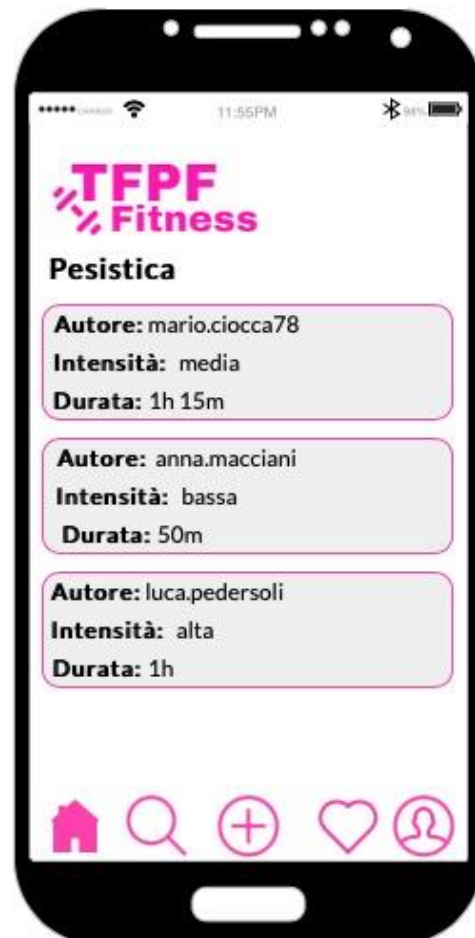 11:55PM
TFPF
Fitness
Pesistica
Autore: mario.ciocca78
Intensità: media
Durata: 1h 15m
Autore: anna.macciani
Intensità: bassa
Durata: 50m
Autore: luca.pedersoli
Intensità: alta
Durata: 1h